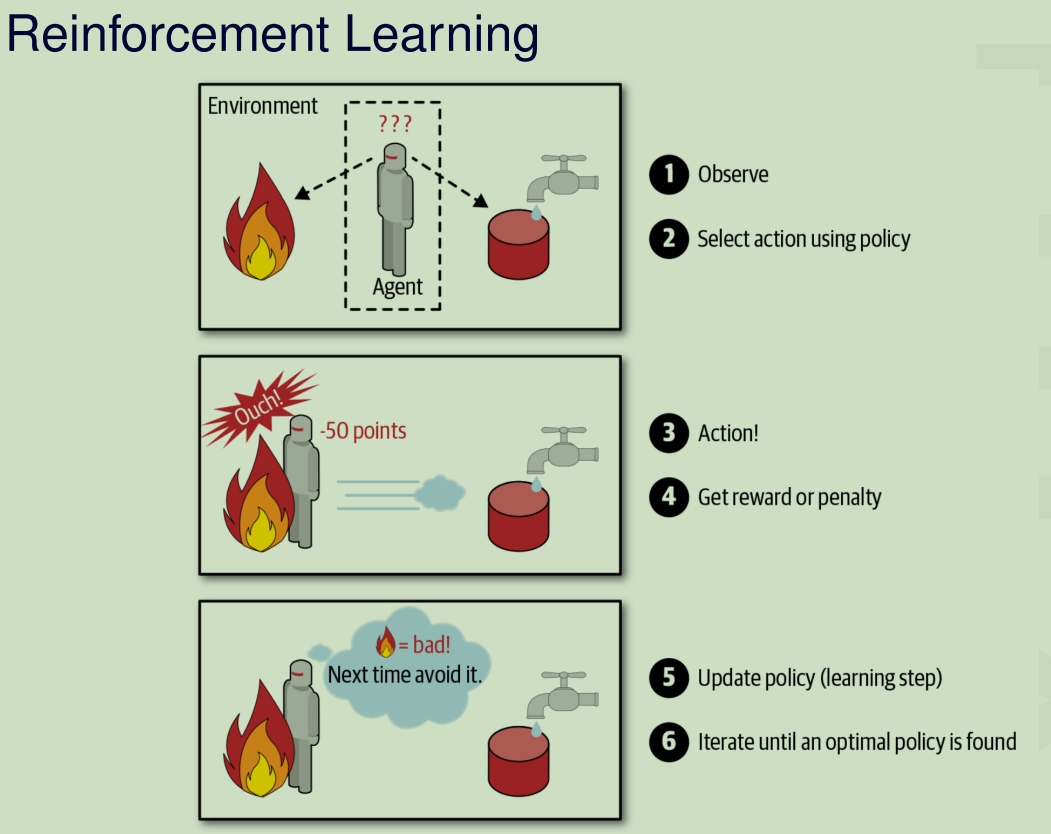 Reinforcement Learning
Environment
???
Agent
1 Observe
2 Select action using policy
Ouch!
-50 points
3 Action!
4 Get reward or penalty
= bad!
Next time avoid it.
5 Update policy (learning step)
6 Iterate until an optimal policy is found